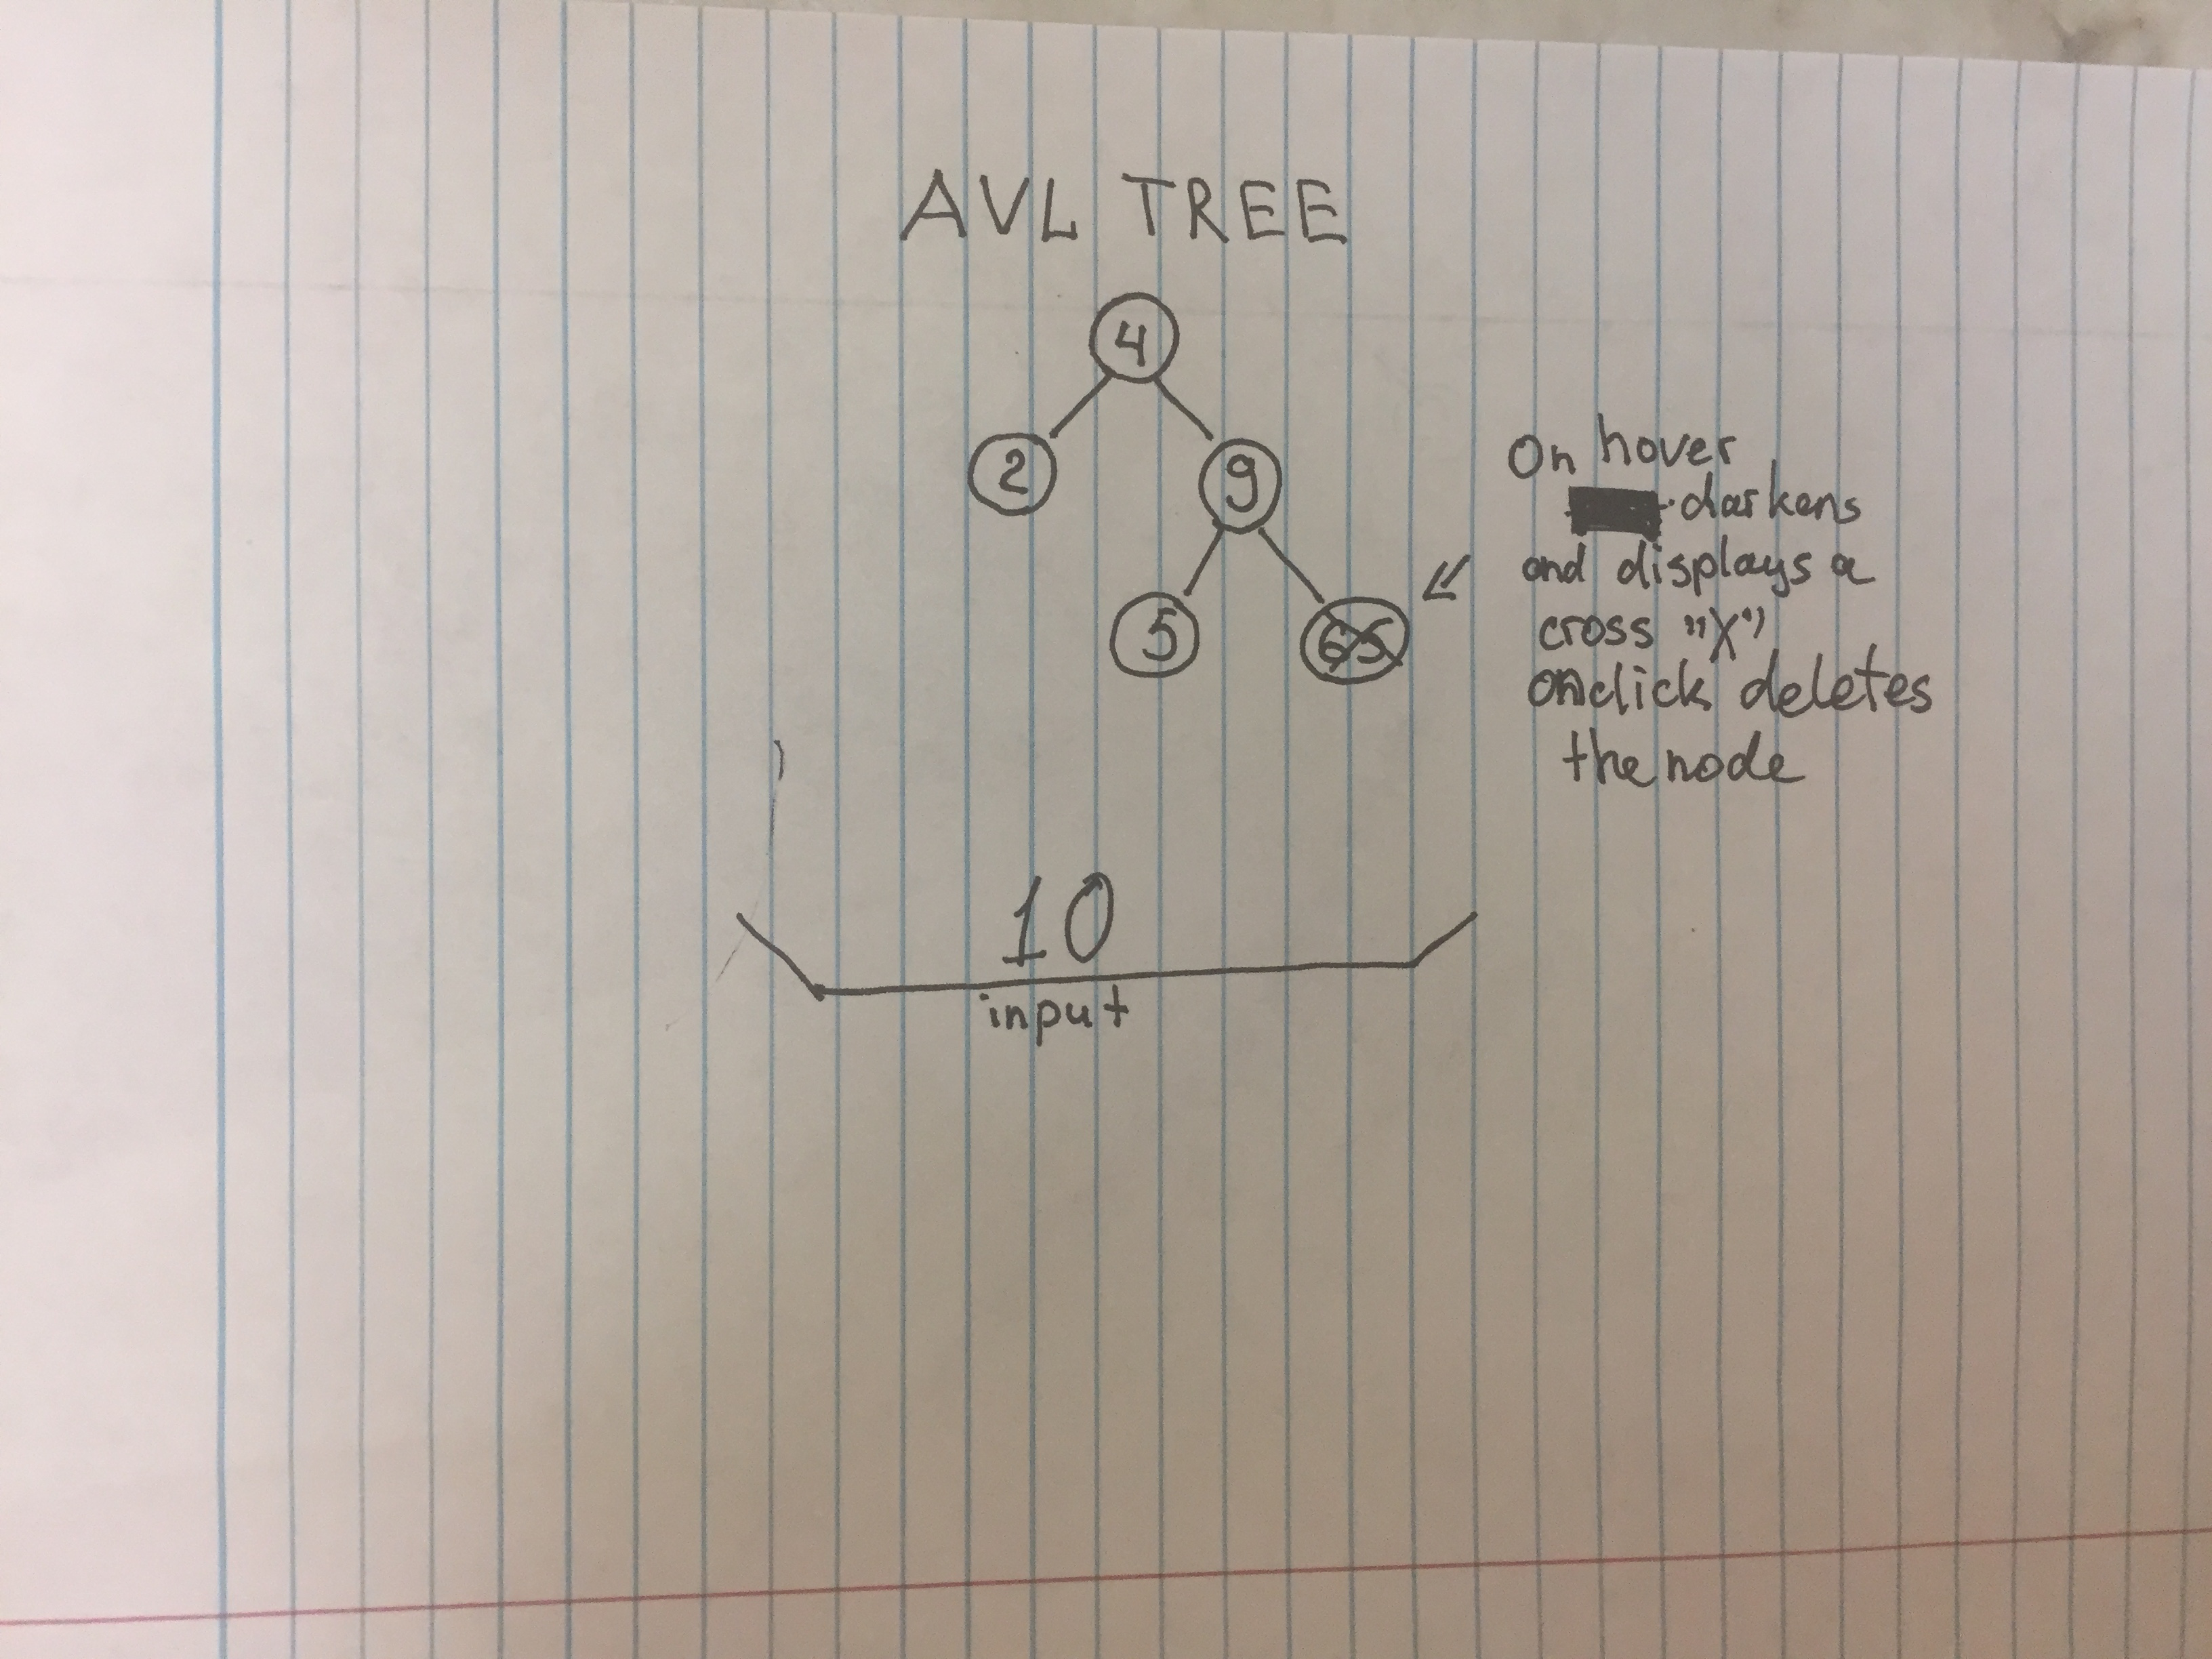 AVL TREE
4
2 9
5 65
On hover
darkens
and displays a
cross "X"
onclick deletes
the node
10
input